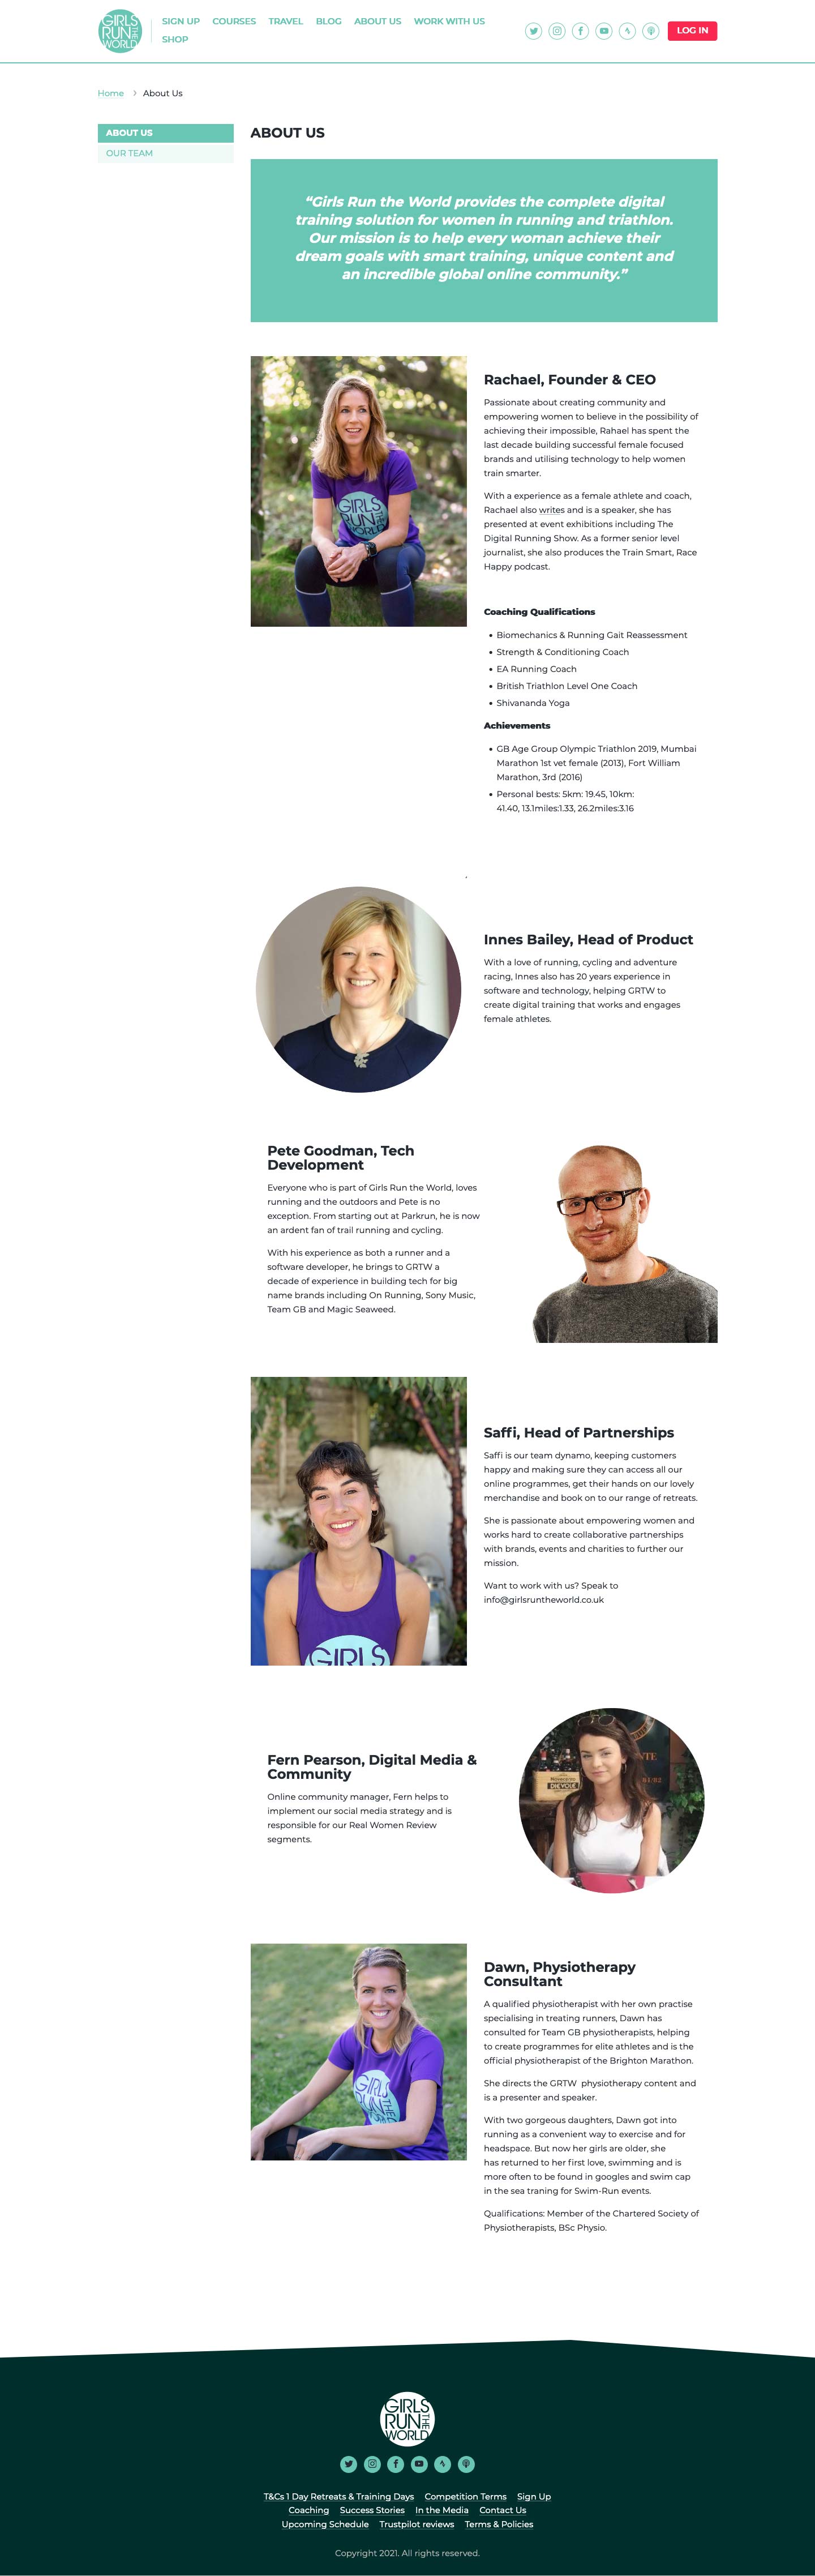 GIRLS
RUN THE
WORLD
SIGN UP COURSES TRAVEL BLOG ABOUT US WORK WITH US
SHOP
LOG IN
Home › About Us
ABOUT US
OUR TEAM
ABOUT US
“Girls Run the World provides the complete digital
training solution for women in running and triathlon.
Our mission is to help every woman achieve their
dream goals with smart training, unique content and
an incredible global online community.”
GIRLS
RUN THE
WORLD
Rachael, Founder & CEO
Passionate about creating community and
empowering women to believe in the possibility of
achieving their impossible, Rahael has spent the
last decade building successful female focused
brands and utilising technology to help women
train smarter.
With a experience as a female athlete and coach,
Rachael also writes and is a speaker, she has
presented at event exhibitions including The
Digital Running Show. As a former senior level
journalist, she also produces the Train Smart, Race
Happy podcast.
Coaching Qualifications
• Biomechanics & Running Gait Reassessment
• Strength & Conditioning Coach
• EA Running Coach
• British Triathlon Level One Coach
• Shivananda Yoga
Achievements
• GB Age Group Olympic Triathlon 2019, Mumbai
Marathon 1st vet female (2013), Fort William
Marathon, 3rd (2016)
• Personal bests: 5km: 19.45, 10km:
41.40, 13.1miles:1.33, 26.2miles:3.16
Innes Bailey, Head of Product
With a love of running, cycling and adventure
racing, Innes also has 20 years experience in
software and technology, helping GRTW to
create digital training that works and engages
female athletes.
Pete Goodman, Tech
Development
Everyone who is part of Girls Run the World, loves
running and the outdoors and Pete is no
exception. From starting out at Parkrun, he is now
an ardent fan of trail running and cycling.
With his experience as both a runner and a
software developer, he brings to GRTW a
decade of experience in building tech for big
name brands including On Running, Sony Music,
Team GB and Magic Seaweed.
GIRLS
Saffi, Head of Partnerships
Saffi is our team dynamo, keeping customers
happy and making sure they can access all our
online programmes, get their hands on our lovely
merchandise and book on to our range of retreats.
She is passionate about empowering women and
works hard to create collaborative partnerships
with brands, events and charities to further our
mission.
Want to work with us? Speak to
info@girlsruntheworld.co.uk
Fern Pearson, Digital Media &
Community
Online community manager, Fern helps to
implement our social media strategy and is
responsible for our Real Women Review
segments.
DIEVOLE
GIRLS
RUN THE
WORLD
Dawn, Physiotherapy
Consultant
A qualified physiotherapist with her own practise
specialising in treating runners, Dawn has
consulted for Team GB physiotherapists, helping
to create programmes for elite athletes and is the
official physiotherapist of the Brighton Marathon.
She directs the GRTW physiotherapy content and
is a presenter and speaker.
With two gorgeous daughters, Dawn got into
running as a convenient way to exercise and for
headspace. But now her girls are older, she
has returned to her first love, swimming and is
more often to be found in googles and swim cap
in the sea traning for Swim-Run events.
Qualifications: Member of the Chartered Society of
Physiotherapists, BSc Physio.
GIRLS
RUN THE
WORLD
T&Cs 1 Day Retreats & Training Days Competition Terms Sign Up
Coaching Success Stories In the Media Contact Us
Upcoming Schedule Trustpilot reviews Terms & Policies
Copyright 2021. All rights reserved.